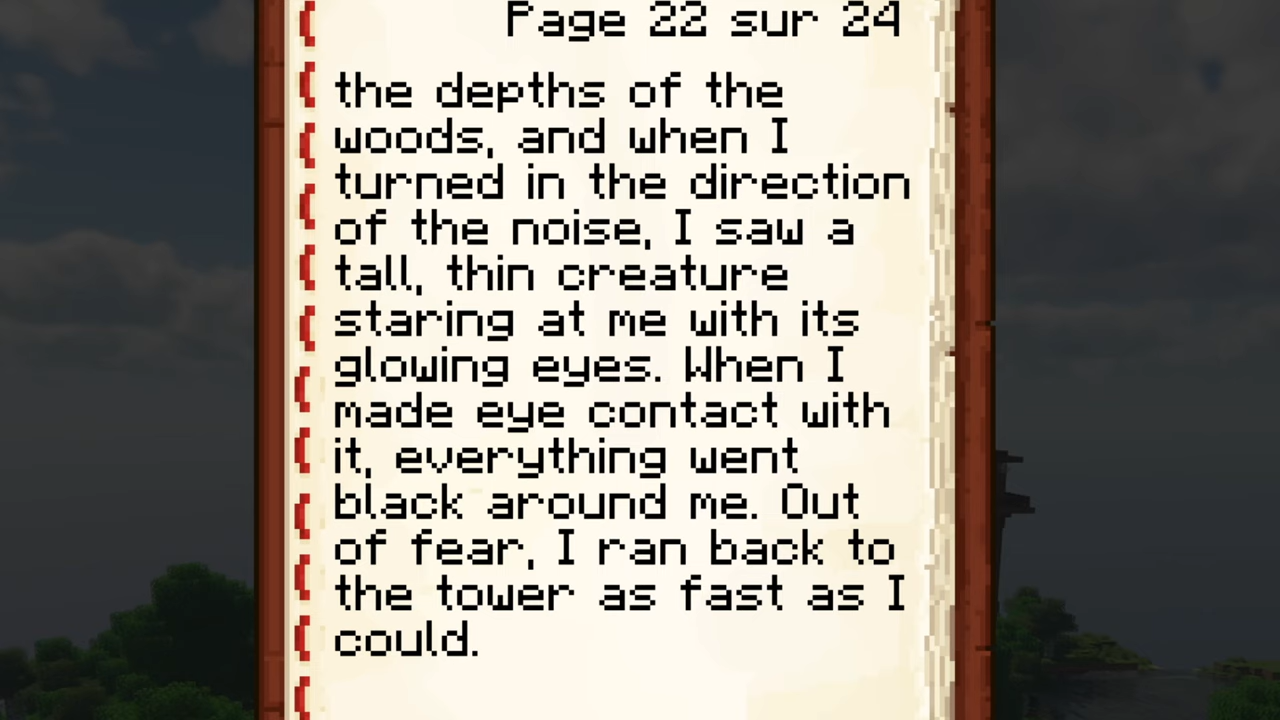 Page 22 sur 24
the depths of the
woods, and when I
turned in the direction
of the noise, I saw a
tall, thin creature
staring at me with its
glowing eyes. When I
made eye contact with
it, everything went
black around me. Out
of fear, I ran back to
the tower as fast as I
could.